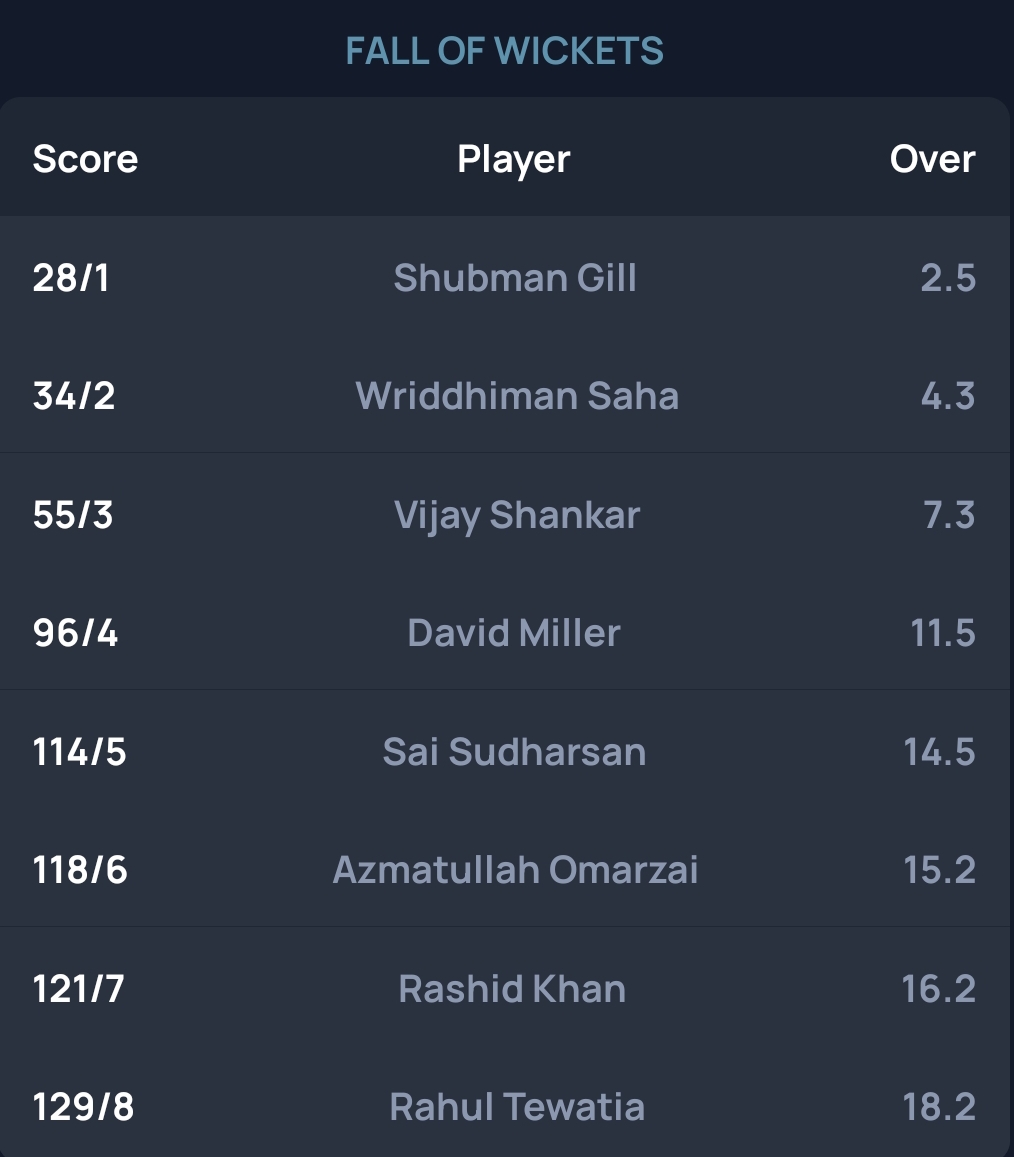 FALL OF WICKETS
Score Player Over
28/1 Shubman Gill 2.5
34/2 Wriddhiman Saha 4.3
55/3 Vijay Shankar 7.3
96/4 David Miller 11.5
114/5 Sai Sudharsan 14.5
118/6 Azmatullah Omarzai 15.2
121/7 Rashid Khan 16.2
129/8 Rahul Tewatia 18.2